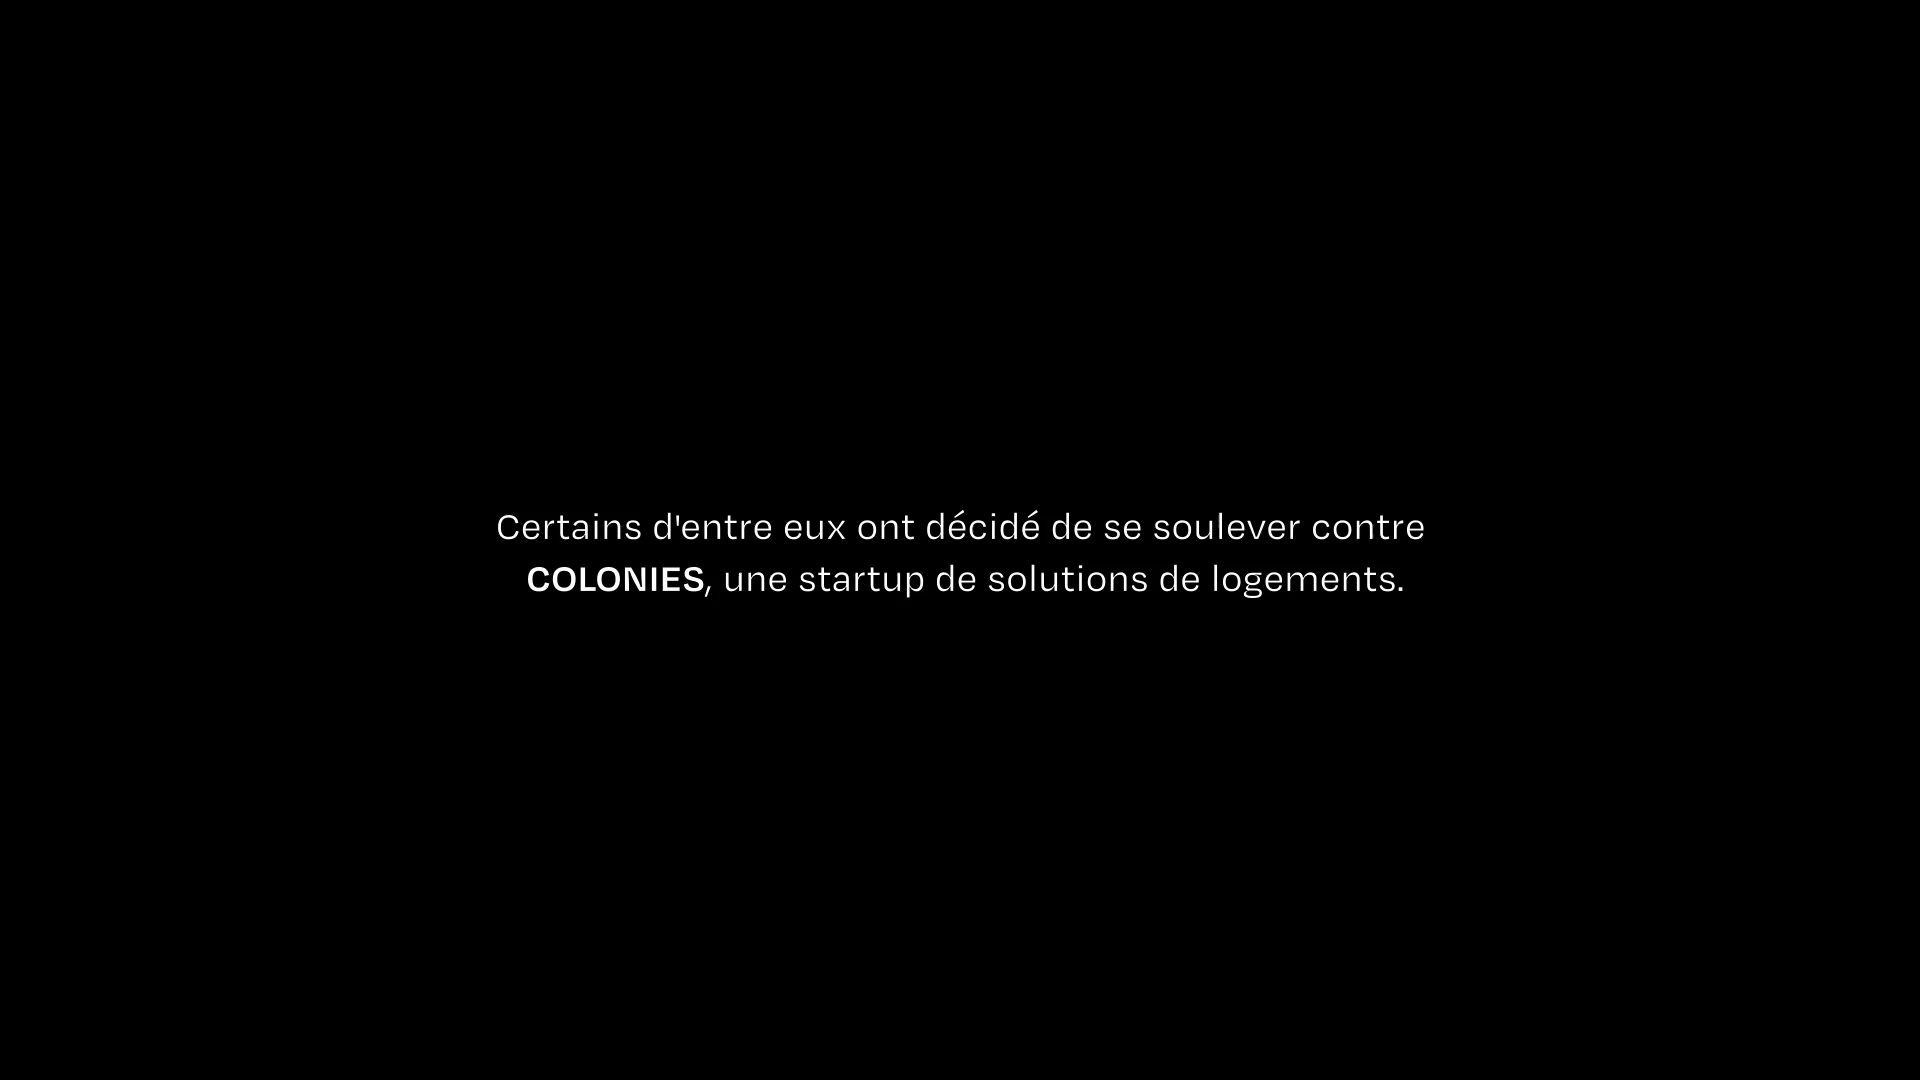 Certains d'entre eux ont décidé de se soulever contre
COLONIES, une startup de solutions de logements.